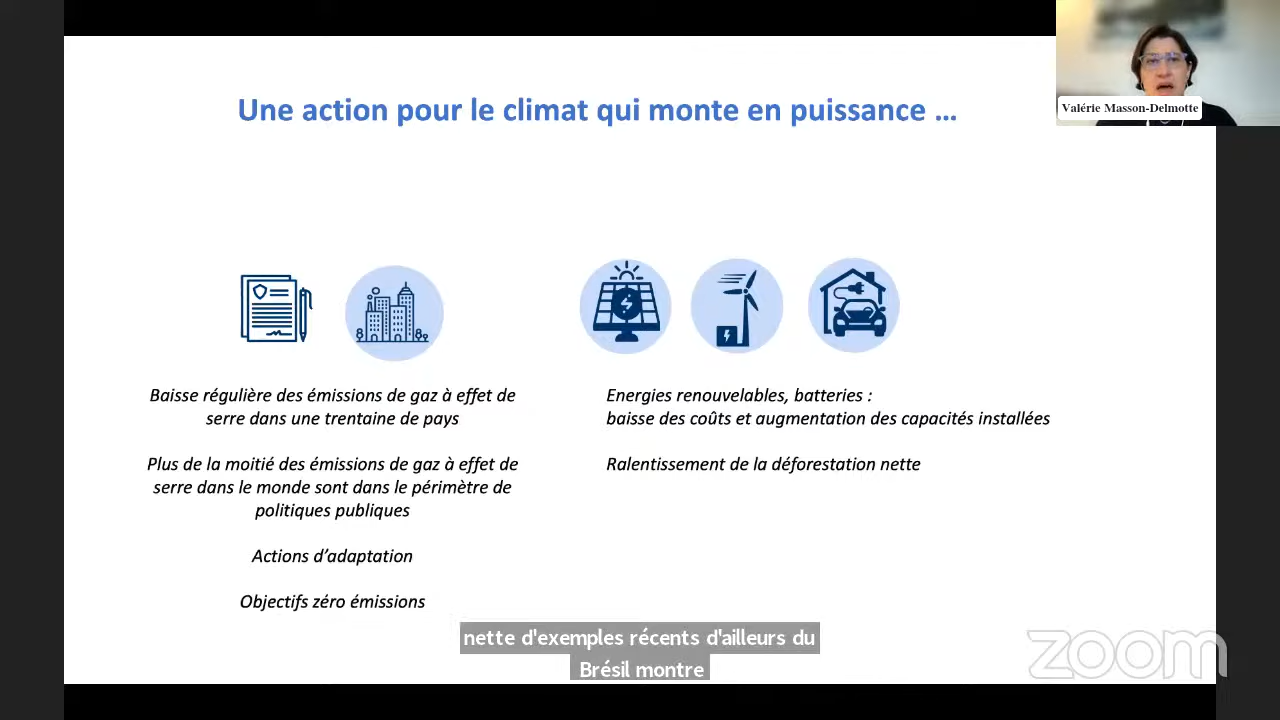 Une action pour le climat qui monte en puissance …
Valérie Masson-Delmotte
Baisse régulière des émissions de gaz à effet de
serre dans une trentaine de pays
Plus de la moitié des émissions de gaz à effet de
serre dans le monde sont dans le périmètre de
politiques publiques
Actions d’adaptation
Objectifs zéro émissions
Energies renouvelables, batteries :
baisse des coûts et augmentation des capacités installées
Ralentissement de la déforestation nette
nette d'exemples récents d'ailleurs du
Brésil montre
zoom